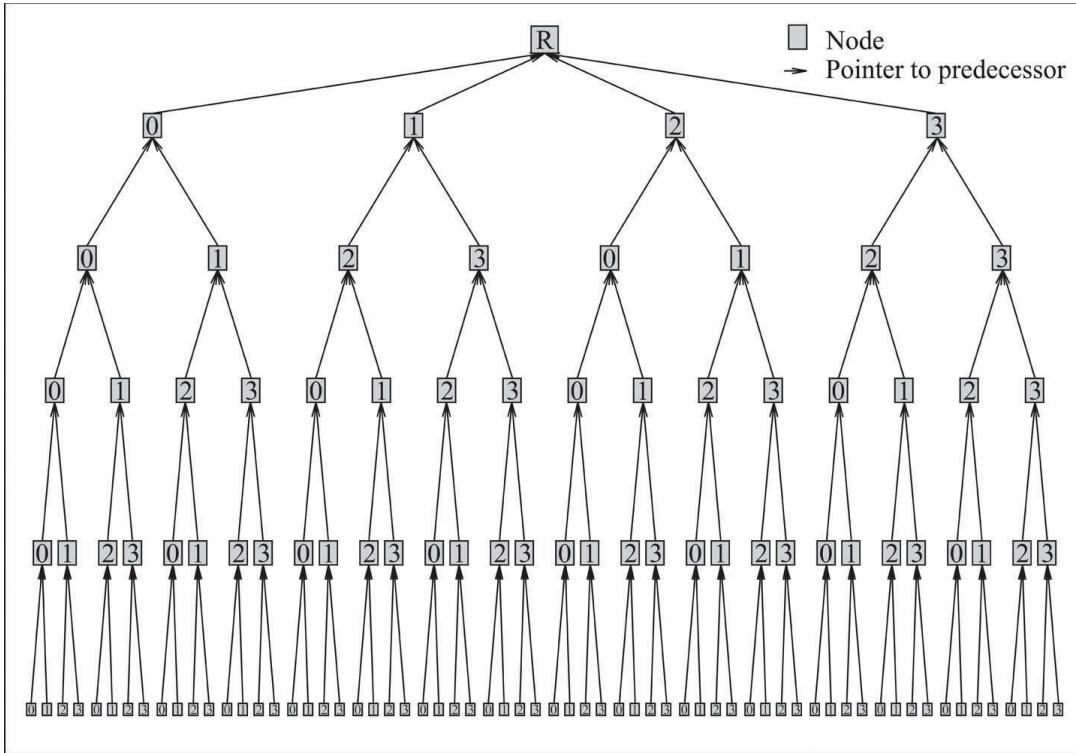 R
Node
Pointer to predecessor
0 1 2 3
0 1 2 3 0 1 2 3
0 1 2 3 0 1 2 3 0 1 2 3 0 1 2 3
0 1 2 3 0 1 2 3 0 1 2 3 0 1 2 3 0 1 2 3 0 1 2 3 0 1 2 3 0 1 2 3
0 1 2 3 0 1 2 3 0 1 2 3 0 1 2 3 0 1 2 3 0 1 2 3 0 1 2 3 0 1 2 3 0 1 2 3 0 1 2 3 0 1 2 3 0 1 2 3 0 1 2 3 0 1 2 3 0 1 2 3 0 1 2 3